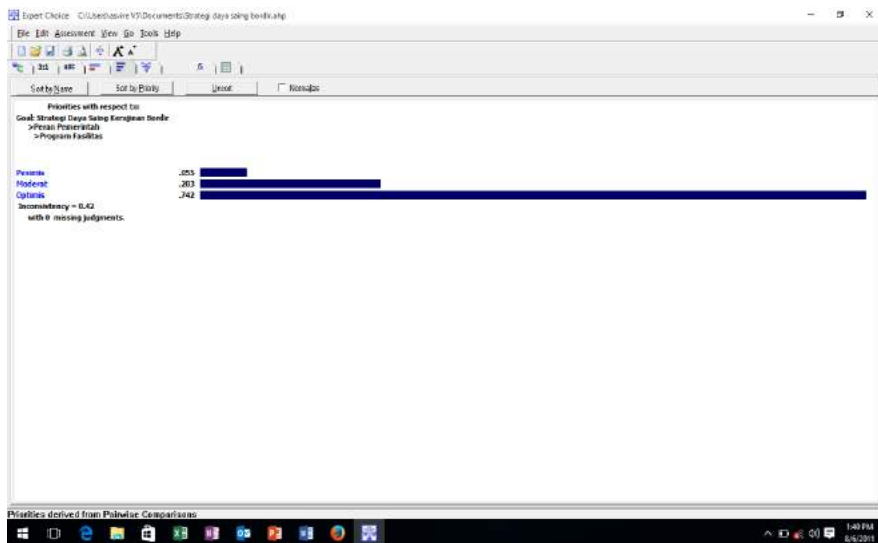 Expert Choice C:\Users\asvire V5\Documents\Strategi daya saing bordir.ahp
File Edit Assessment View Go Tools Help
Sort by Name Sort by Priority Unsort Normalize
Priorities with respect to:
Goal: Strategi Daya Saing Kerajinan Bordir
>Peran Pemerintah
>Program Fasilitas
Pesimis .055
Moderat .203
Optimis .742
Inconsistency = 0.42
with 0 missing judgments.
Priorities derived from Pairwise Comparisons
1:40 PM